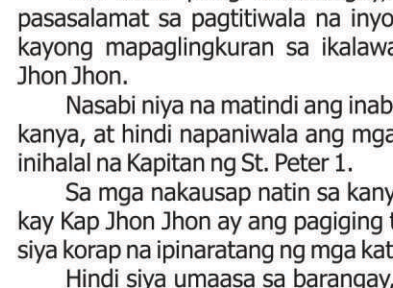 pasasalamat sa pagtitiwala na inyo
kayong mapaglingkuran sa ikalawa
Jhon Jhon.
Nasabi niya na matindi ang inab
kanya, at hindi napaniwala ang mga
inihalal na Kapitan ng St. Peter 1.
Sa mga nakausap natin sa kany
kay Kap Jhon Jhon ay ang pagiging t
siya korap na ipinaratang ng mga kat
Hindi siya umaasa sa barangay,